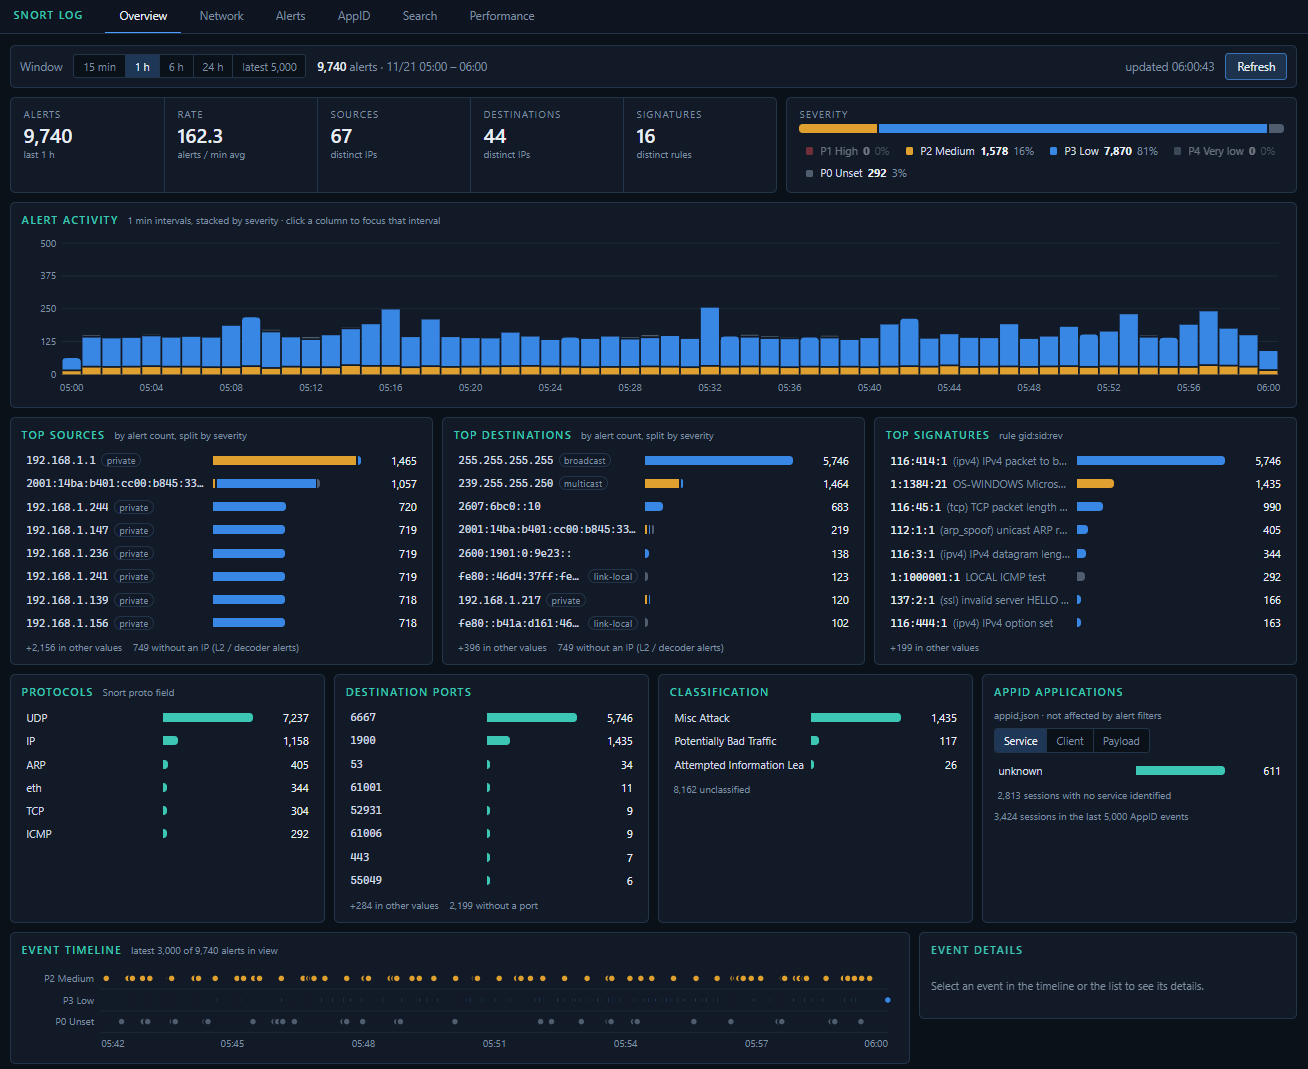 SNORT LOG Overview Network Alerts AppID Search Performance
Window 15 min 1 h 6 h 24 h latest 5,000 9,740 alerts · 11/21 05:00 – 06:00 updated 06:00:43 Refresh
ALERTS
9,740
last 1 h
RATE
162.3
alerts / min avg
SOURCES
67
distinct IPs
DESTINATIONS
44
distinct IPs
SIGNATURES
16
distinct rules
SEVERITY
P1 High 0 0% P2 Medium 1,578 16% P3 Low 7,870 81% P4 Very low 0 0%
P0 Unset 292 3%
ALERT ACTIVITY 1 min intervals, stacked by severity · click a column to focus that interval
500
375
250
125
0
05:00 05:04 05:08 05:12 05:16 05:20 05:24 05:28 05:32 05:36 05:40 05:44 05:48 05:52 05:56 06:00
TOP SOURCES by alert count, split by severity
192.168.1.1 private 1,465
2001:14ba:b401:cc00:b845:33… 1,057
192.168.1.244 private 720
192.168.1.147 private 719
192.168.1.236 private 719
192.168.1.241 private 719
192.168.1.139 private 718
192.168.1.156 private 718
+2,156 in other values 749 without an IP (L2 / decoder alerts)
TOP DESTINATIONS by alert count, split by severity
255.255.255.255 broadcast 5,746
239.255.255.250 multicast 1,464
2607:6bc0::10 683
2001:14ba:b401:cc00:b845:33… 219
2600:1901:0:9e23:: 138
fe80::46d4:37ff:fe… link-local 123
192.168.1.217 private 120
fe80::b41a:d161:46… link-local 102
+396 in other values 749 without an IP (L2 / decoder alerts)
TOP SIGNATURES rule gid:sid:rev
116:414:1 (ipv4) IPv4 packet to b… 5,746
1:1384:21 OS-WINDOWS Micros… 1,435
116:45:1 (tcp) TCP packet length … 990
112:1:1 (arp_spoof) unicast ARP r… 405
116:3:1 (ipv4) IPv4 datagram leng… 344
1:1000001:1 LOCAL ICMP test 292
137:2:1 (ssl) invalid server HELLO … 166
116:444:1 (ipv4) IPv4 option set 163
+199 in other values
PROTOCOLS Snort proto field
UDP 7,237
IP 1,158
ARP 405
eth 344
TCP 304
ICMP 292
DESTINATION PORTS
6667 5,746
1900 1,435
53 34
61001 11
52931 9
61006 9
443 7
55049 6
+284 in other values 2,199 without a port
CLASSIFICATION
Misc Attack 1,435
Potentially Bad Traffic 117
Attempted Information Lea 26
8,162 unclassified
APPID APPLICATIONS
appid.json · not affected by alert filters
Service Client Payload
unknown 611
2,813 sessions with no service identified
3,424 sessions in the last 5,000 AppID events
EVENT TIMELINE latest 3,000 of 9,740 alerts in view
P2 Medium
P3 Low
P0 Unset
05:42 05:45 05:48 05:51 05:54 05:57 06:00
EVENT DETAILS
Select an event in the timeline or the list to see its details.